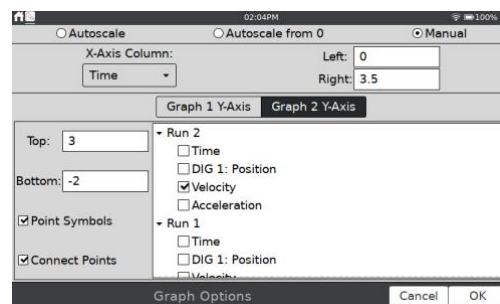 02:04PM 100%
Autoscale Autoscale from 0 Manual
X-Axis Column: Left: 0
Time Right: 3.5
Graph 1 Y-Axis Graph 2 Y-Axis
Top: 3
Bottom: -2
Point Symbols
Connect Points
Run 2
Time
DIG 1: Position
Velocity
Acceleration
Run 1
Time
DIG 1: Position
Velocity
Graph Options Cancel OK